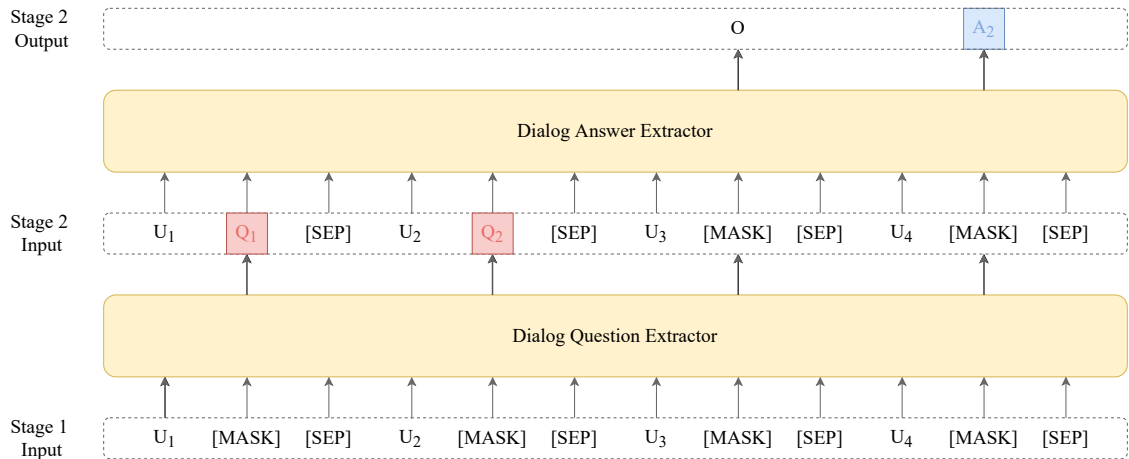 Stage 2
Output
O
A₂
Dialog Answer Extractor
Stage 2
Input
U₁ Q₁ [SEP] U₂ Q₂ [SEP] U₃ [MASK] [SEP] U₄ [MASK] [SEP]
Dialog Question Extractor
Stage 1
Input
U₁ [MASK] [SEP] U₂ [MASK] [SEP] U₃ [MASK] [SEP] U₄ [MASK] [SEP]